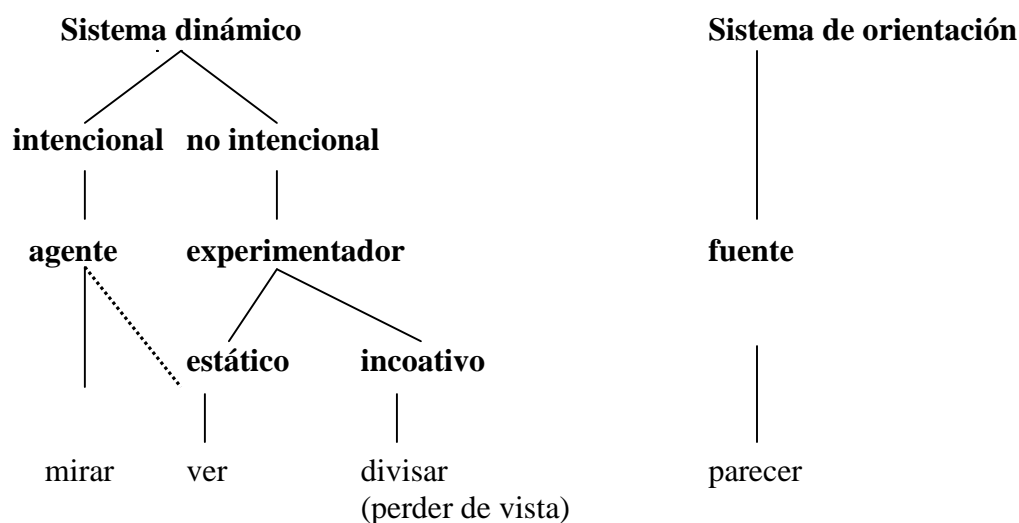 Sistema dinámico Sistema de orientación
intencional no intencional
agente experimentador fuente
estático incoativo
mirar ver divisar parecer
(perder de vista)